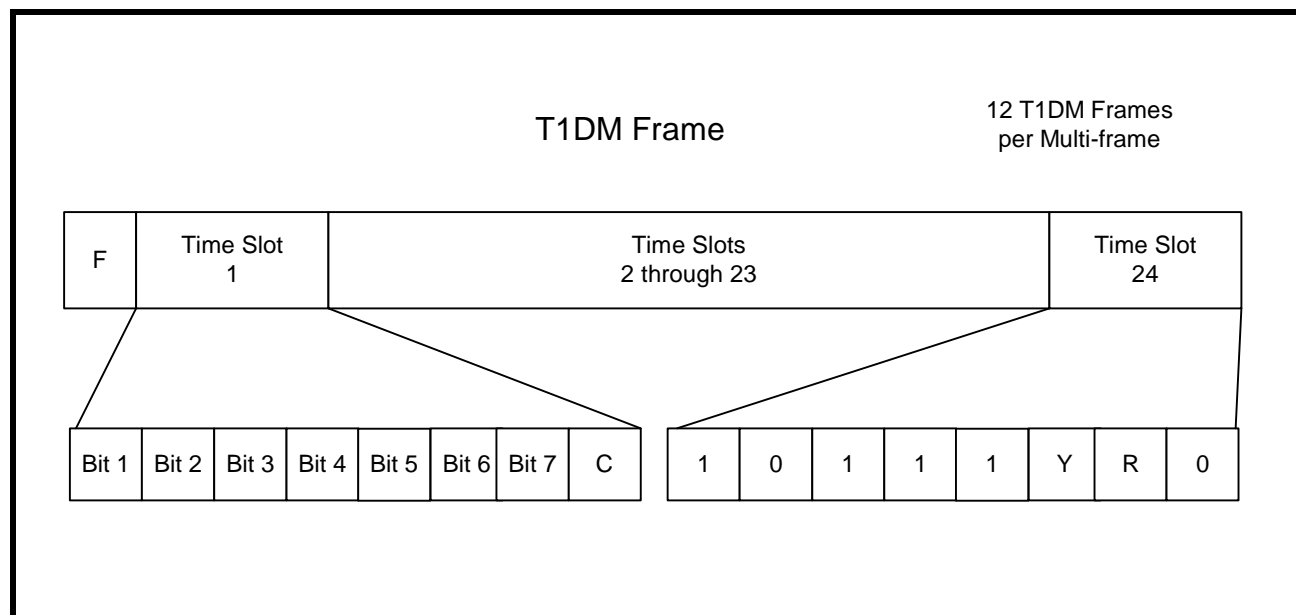 T1DM Frame
12 T1DM Frames
per Multi-frame
F
Time Slot
1
Time Slots
2 through 23
Time Slot
24
Bit 1 Bit 2 Bit 3 Bit 4 Bit 5 Bit 6 Bit 7 C
1 0 1 1 1 Y R 0